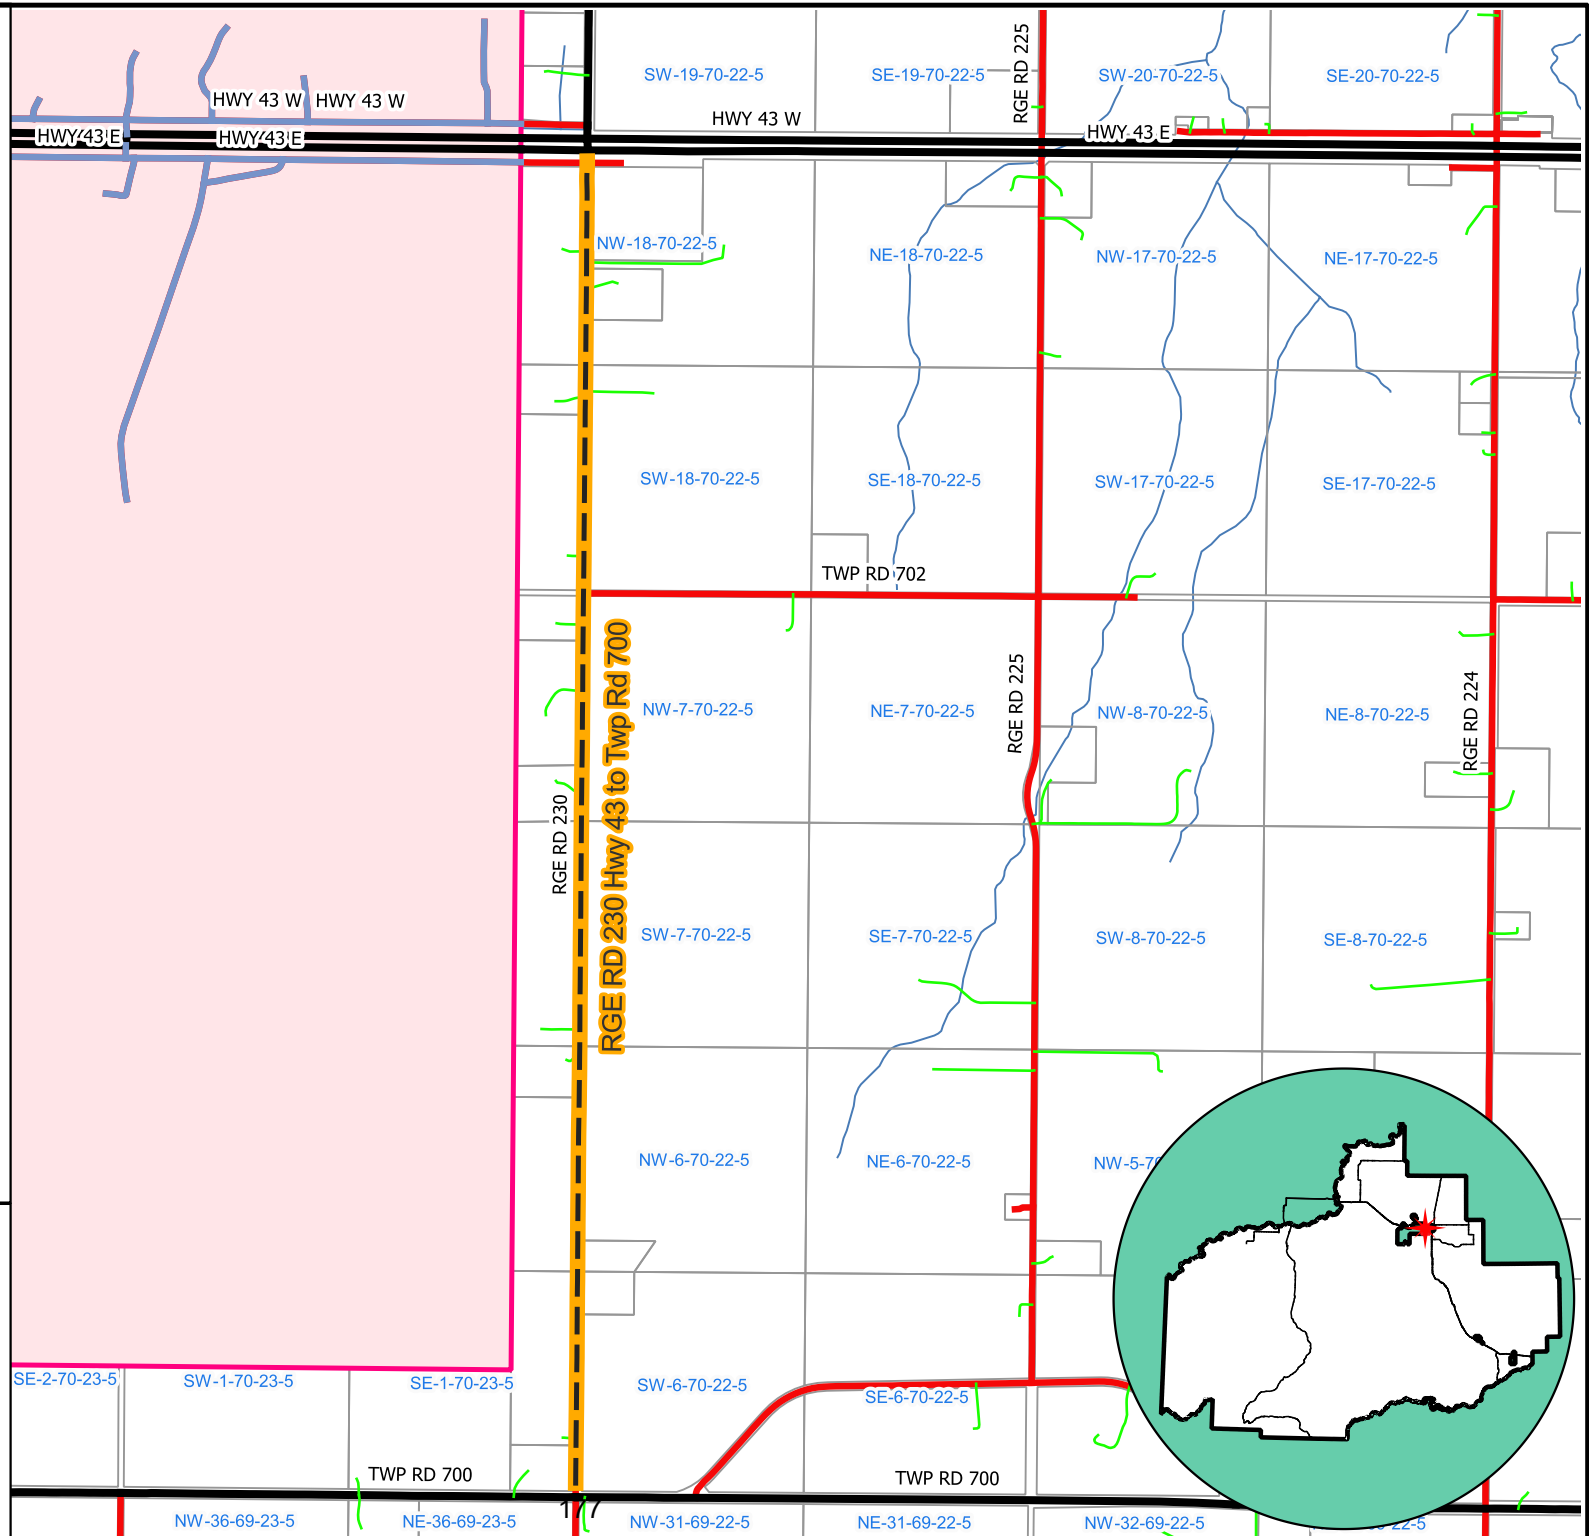 SW-19-70-22-5
SE-19-70-22-5
RGE RD 225
SW-20-70-22-5
SE-20-70-22-5
HWY 43 W
HWY 43 W
HWY 43 W
HWY 43 E
HWY 43 E
HWY 43 E
NW-18-70-22-5
NE-18-70-22-5
NW-17-70-22-5
NE-17-70-22-5
SW-18-70-22-5
SE-18-70-22-5
SW-17-70-22-5
SE-17-70-22-5
TWP RD 702
RGE RD 230 Hwy 43 to Twp Rd 700
NW-7-70-22-5
NE-7-70-22-5
RGE RD 225
NW-8-70-22-5
NE-8-70-22-5
RGE RD 224
RGE RD 230
SW-7-70-22-5
SE-7-70-22-5
SW-8-70-22-5
SE-8-70-22-5
NW-6-70-22-5
NE-6-70-22-5
NW-5-70
SE-2-70-23-5
SW-1-70-23-5
SE-1-70-23-5
SW-6-70-22-5
SE-6-70-22-5
TWP RD 700
TWP RD 700
NW-36-69-23-5
NE-36-69-23-5
NW-31-69-22-5
NE-31-69-22-5
NW-32-69-22-5